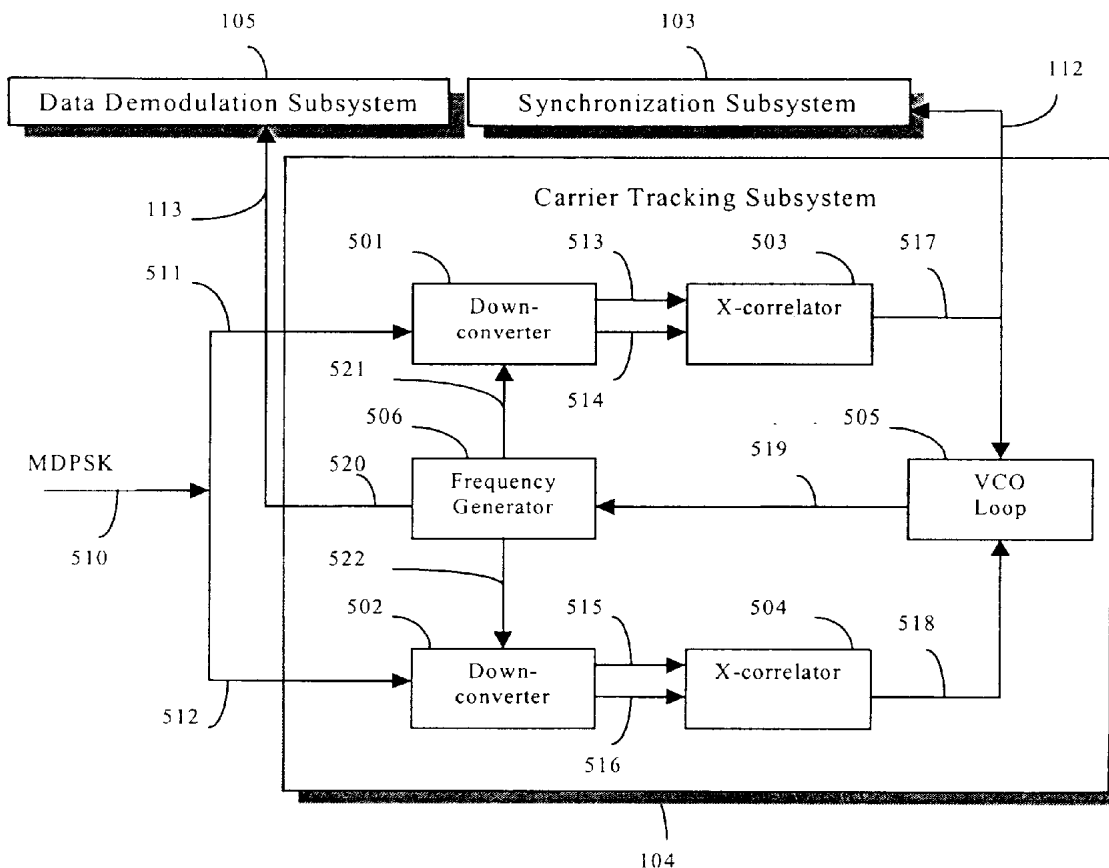 105
103
112
Data Demodulation Subsystem
Synchronization Subsystem
113
Carrier Tracking Subsystem
501
513
503
517
511
Down-
converter
X-correlator
521
514
506
505
MDPSK
520
519
Frequency
Generator
VCO
Loop
510
522
502
515
504
518
Down-
converter
X-correlator
512
516
104